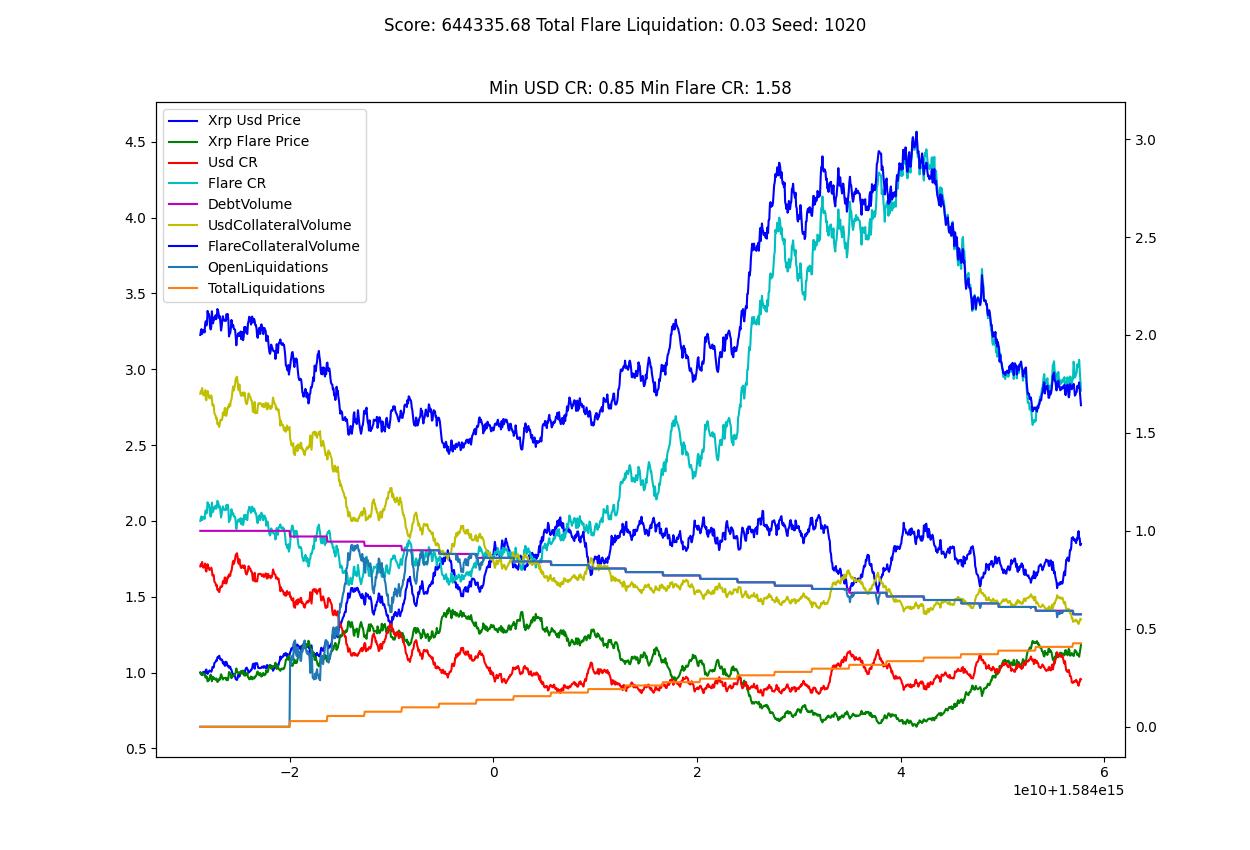 Score: 644335.68 Total Flare Liquidation: 0.03 Seed: 1020
Min USD CR: 0.85 Min Flare CR: 1.58
Xrp Usd Price
Xrp Flare Price
Usd CR
Flare CR
DebtVolume
UsdCollateralVolume
FlareCollateralVolume
OpenLiquidations
TotalLiquidations
4.5
4.0
3.5
3.0
2.5
2.0
1.5
1.0
0.5
3.0
2.5
2.0
1.5
1.0
0.5
0.0
−2 0 2 4 6
1e10+1.584e15